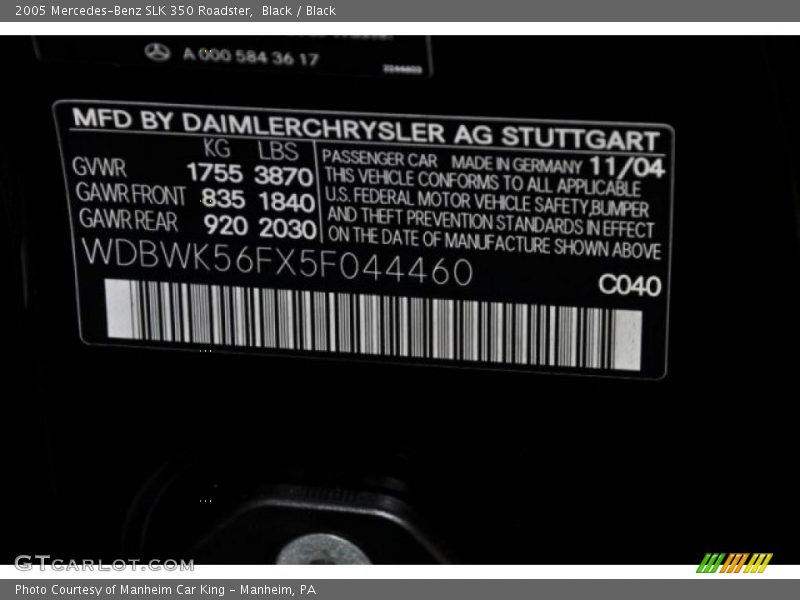 2005 Mercedes-Benz SLK 350 Roadster, Black / Black
A 000 584 36 17
MFD BY DAIMLERCHRYSLER AG STUTTGART
KG LBS
GVWR 1755 3870
GAWR FRONT 835 1840
GAWR REAR 920 2030
PASSENGER CAR MADE IN GERMANY 11/04
THIS VEHICLE CONFORMS TO ALL APPLICABLE
U.S. FEDERAL MOTOR VEHICLE SAFETY,BUMPER
AND THEFT PREVENTION STANDARDS IN EFFECT
ON THE DATE OF MANUFACTURE SHOWN ABOVE
WDBWK56FX5F044460
C040
GTCARLOT.COM
Photo Courtesy of Manheim Car King - Manheim, PA